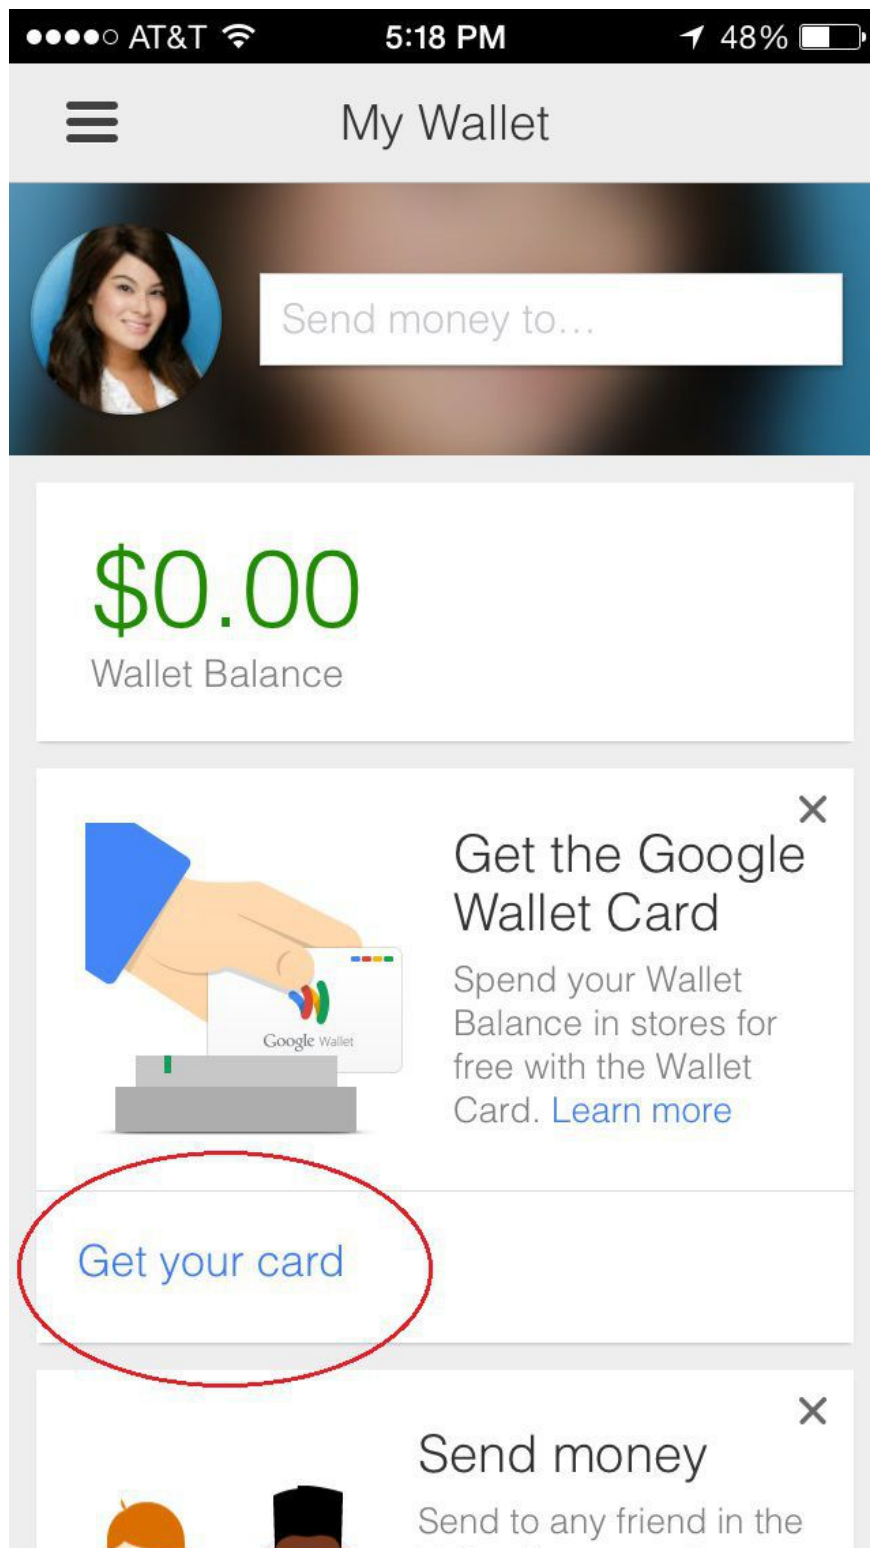 AT&T 5:18 PM 48%
My Wallet
Send money to...
$0.00
Wallet Balance
Get the Google
Wallet Card
Spend your Wallet
Balance in stores for
free with the Wallet
Card. Learn more
Google Wallet
Get your card
Send money
Send to any friend in the